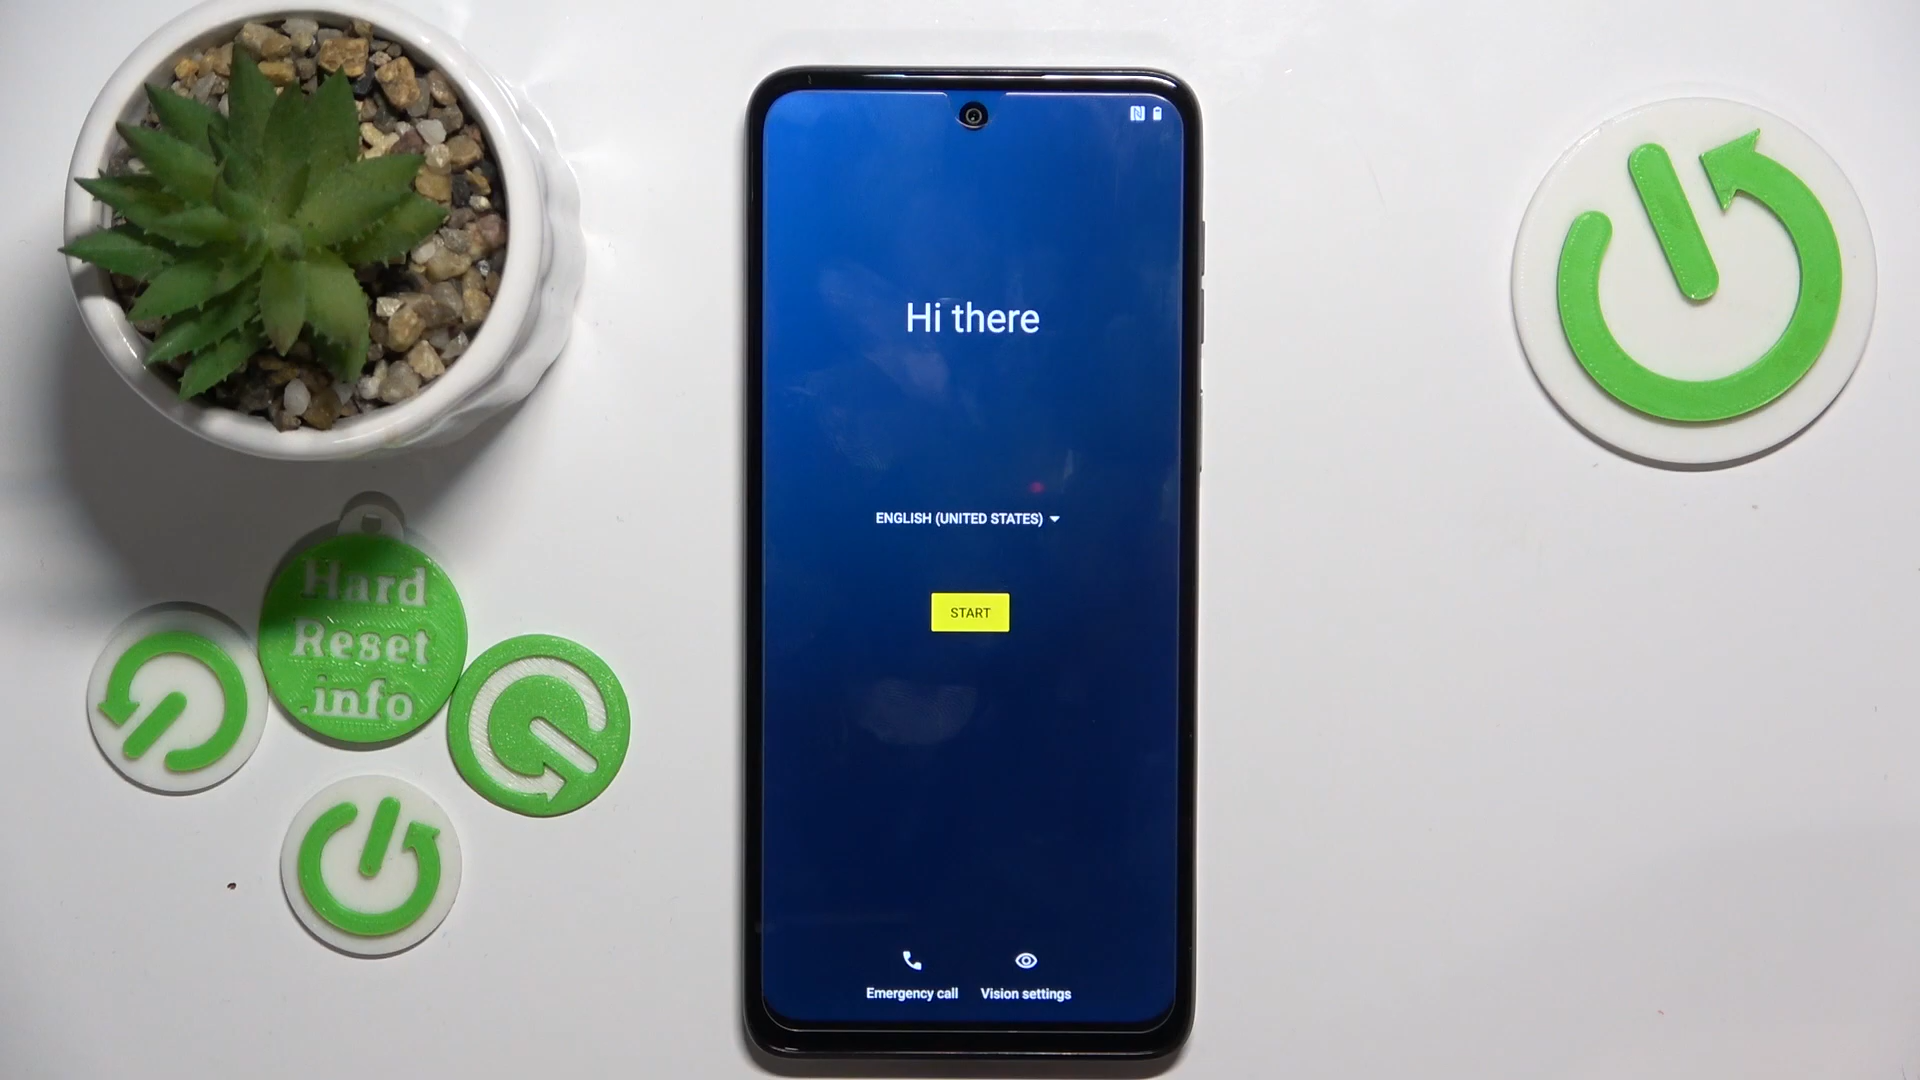 Hi there
ENGLISH (UNITED STATES)
START
Emergency call
Vision settings
Hard
Reset
.info